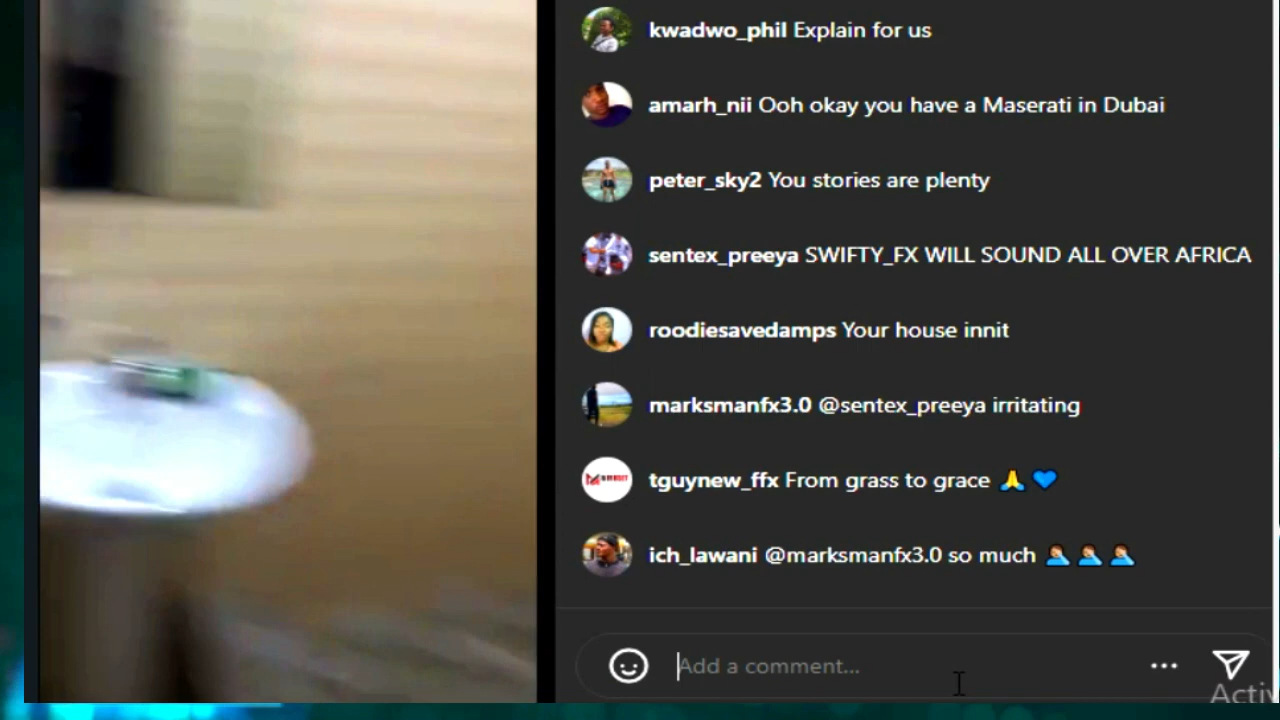 kwadwo_phil Explain for us
amarh_nii Ooh okay you have a Maserati in Dubai
peter_sky2 You stories are plenty
sentex_preeya SWIFTY_FX WILL SOUND ALL OVER AFRICA
roodiesavedamps Your house innit
marksmanfx3.0 @sentex_preeya irritating
tguynew_ffx From grass to grace 🙏 💙
ich_lawani @marksmanfx3.0 so much 🤦🏽‍♂️ 🤦🏽‍♂️ 🤦🏽‍♂️
Add a comment...
Activ